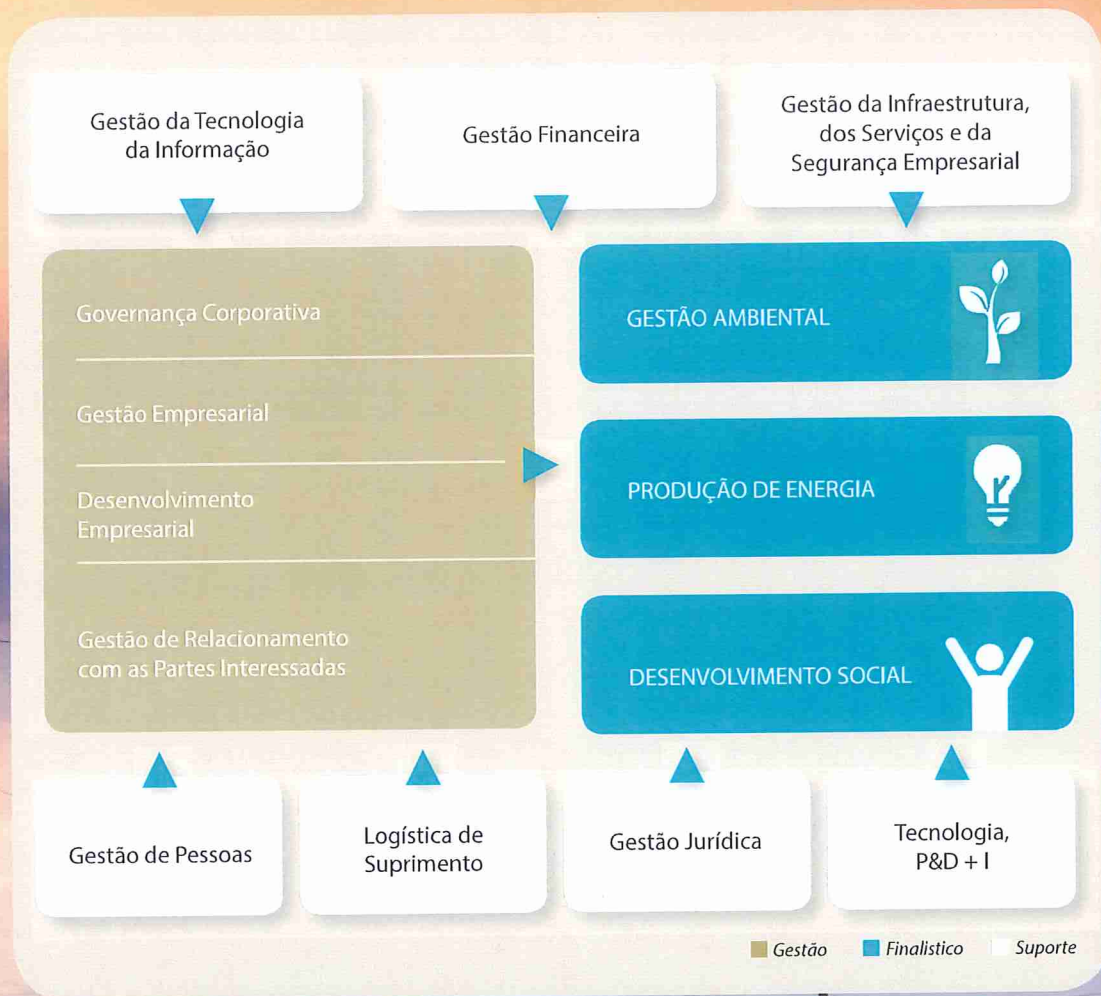 Gestão da Tecnologia
da Informação
Gestão Financeira
Gestão da Infraestrutura,
dos Serviços e da
Segurança Empresarial
Governança Corporativa
Gestão Empresarial
Desenvolvimento
Empresarial
Gestão de Relacionamento
com as Partes Interessadas
GESTÃO AMBIENTAL
PRODUÇÃO DE ENERGIA
DESENVOLVIMENTO SOCIAL
Gestão de Pessoas
Logística de
Suprimento
Gestão Jurídica
Tecnologia,
P&D + I
Gestão
Finalistico
Suporte